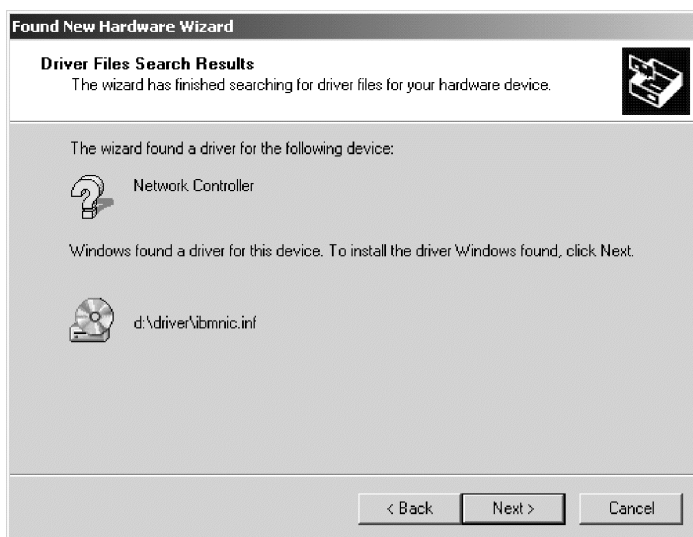 Found New Hardware Wizard
Driver Files Search Results
The wizard has finished searching for driver files for your hardware device.
The wizard found a driver for the following device:
Network Controller
Windows found a driver for this device. To install the driver Windows found, click Next.
d:\driver\ibmnic.inf
< Back
Next >
Cancel